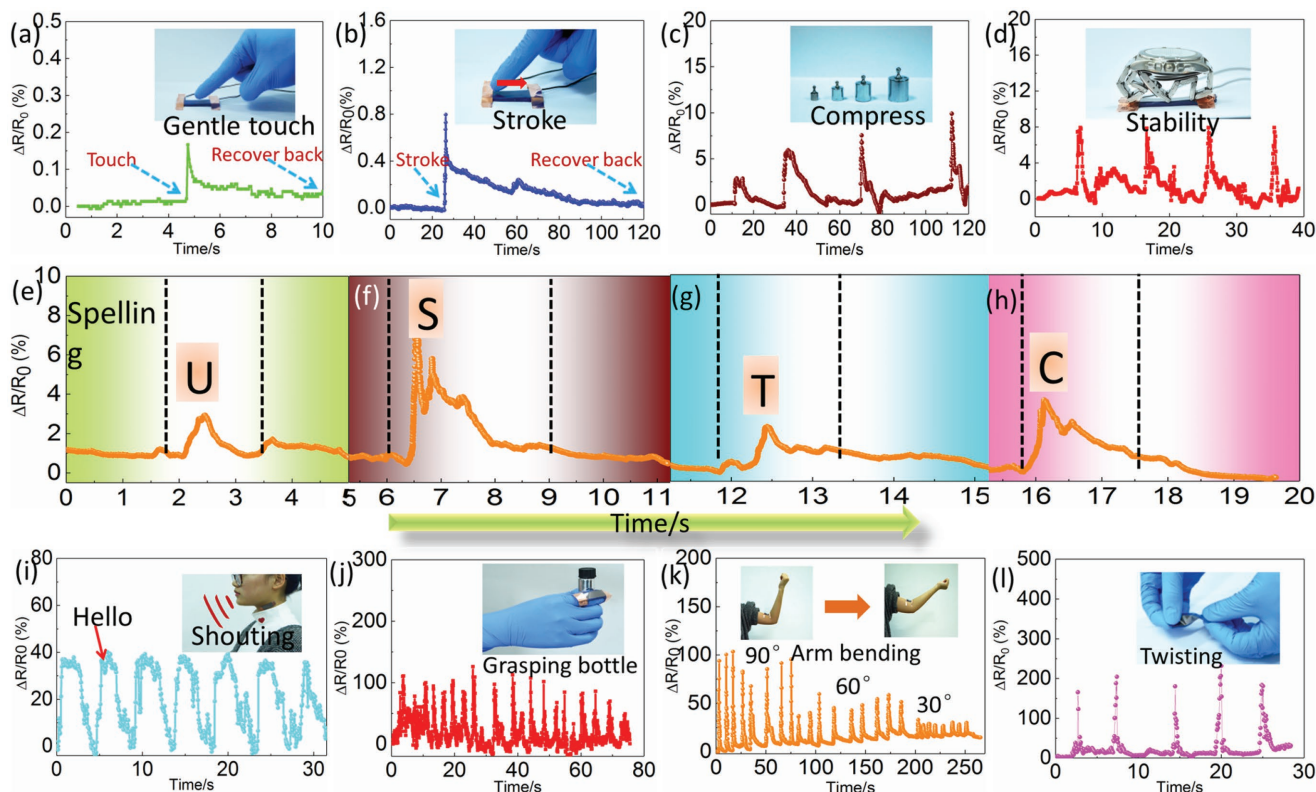 (a)
ΔR/R0 (%)
0.5
0.4
0.3
0.2
0.1
0.0
Gentle touch
Touch
Recover back
0 2 4 6 8 10
Time/s
(b)
ΔR/R0 (%)
1.6
1.2
0.8
0.4
0.0
Stroke
Stroke
Recover back
0 20 40 60 80 100 120
Time/s
(c)
ΔR/R0 (%)
20
15
10
5
0
Compress
0 20 40 60 80 100 120
Time/s
(d)
ΔR/R0 (%)
20
16
12
8
4
0
Stability
0 10 20 30 40
Time/s
ΔR/R0 (%)
10
8
6
4
2
0
(e)
Spellin
g
U
0 1 2 3 4 5
(f)
S
5 6 7 8 9 10 11
(g)
T
12 13 14 15
(h)
C
16 17 18 19 20
Time/s
(i)
ΔR/R0 (%)
80
60
40
20
0
Hello
Shouting
0 10 20 30
Time/s
(j)
ΔR/R0 (%)
300
200
100
0
Grasping bottle
0 20 40 60 80
Time/s
(k)
ΔR/R0 (%)
200
150
100
50
0
90° Arm bending
60°
30°
0 50 100 150 200 250
Time/s
(l)
ΔR/R0 (%)
500
400
300
200
100
0
Twisting
0 10 20 30
Time/s